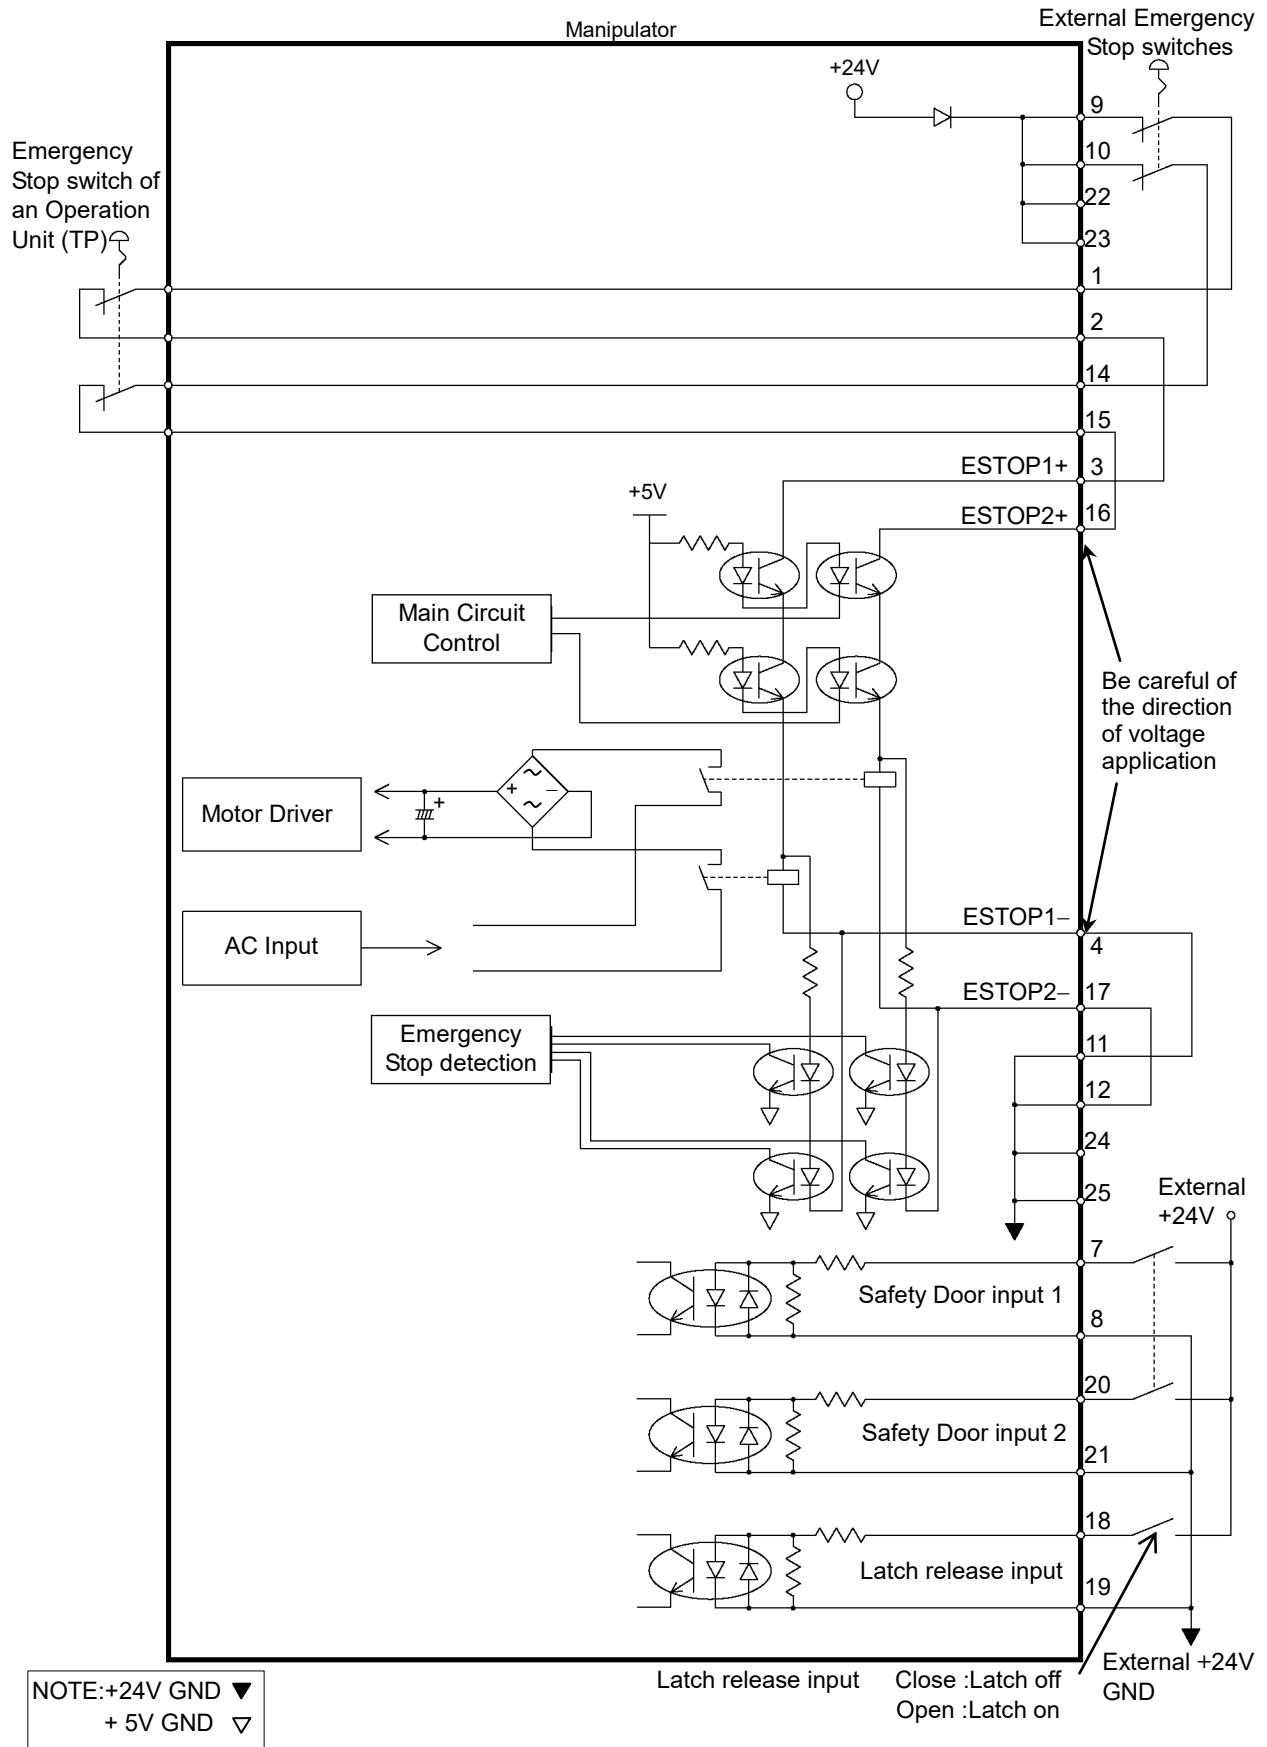 Manipulator
External Emergency
Stop switches
+24V
9
10
22
23
Emergency
Stop switch of
an Operation
Unit (TP)
1
2
14
15
ESTOP1+ 3
+5V
ESTOP2+ 16
Main Circuit
Control
Be careful of
the direction
of voltage
application
Motor Driver
+ −
+
AC Input
ESTOP1−
4
ESTOP2− 17
Emergency
Stop detection
11
12
24
25
External
+24V
7
Safety Door input 1
8
20
Safety Door input 2
21
18
Latch release input
19
External +24V
GND
Latch release input Close :Latch off
Open :Latch on
NOTE:+24V GND ▼
+ 5V GND ▽